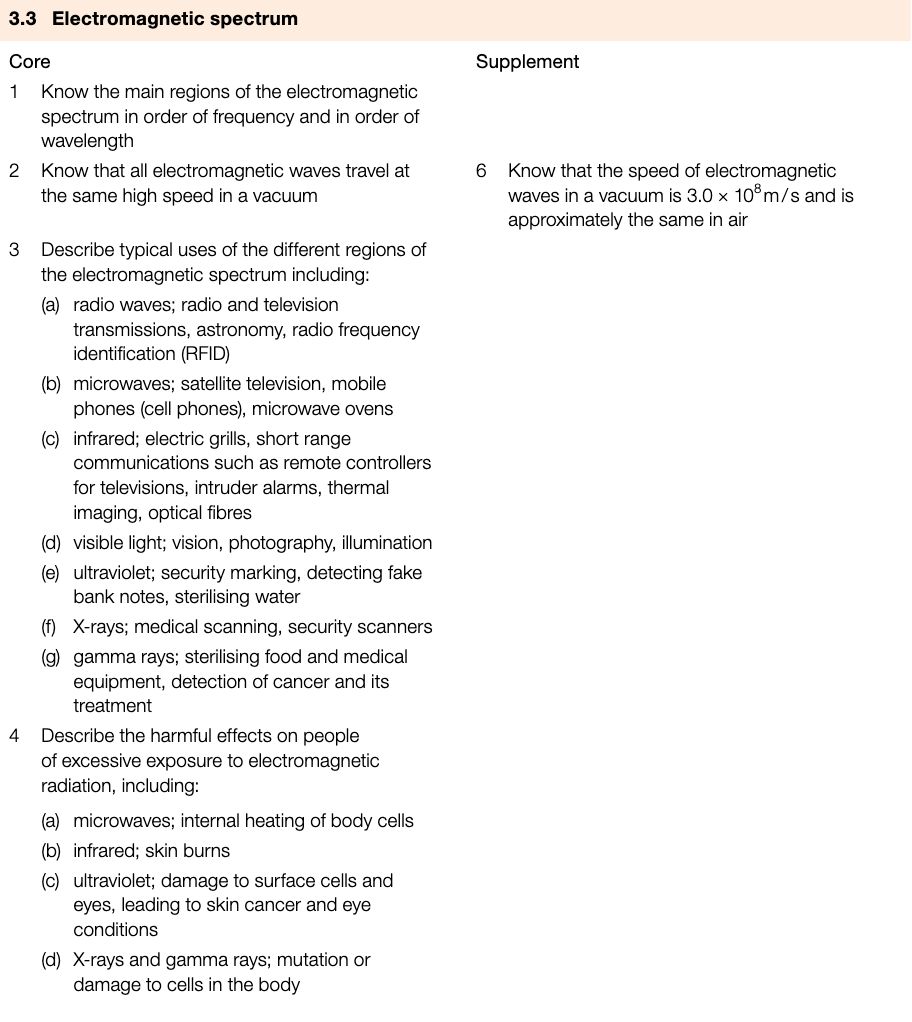 3.3 Electromagnetic spectrum
Core
Supplement
1 Know the main regions of the electromagnetic
spectrum in order of frequency and in order of
wavelength
2 Know that all electromagnetic waves travel at
the same high speed in a vacuum
6 Know that the speed of electromagnetic
waves in a vacuum is 3.0 × 10⁸ m/s and is
approximately the same in air
3 Describe typical uses of the different regions of
the electromagnetic spectrum including:
(a) radio waves; radio and television
transmissions, astronomy, radio frequency
identification (RFID)
(b) microwaves; satellite television, mobile
phones (cell phones), microwave ovens
(c) infrared; electric grills, short range
communications such as remote controllers
for televisions, intruder alarms, thermal
imaging, optical fibres
(d) visible light; vision, photography, illumination
(e) ultraviolet; security marking, detecting fake
bank notes, sterilising water
(f) X-rays; medical scanning, security scanners
(g) gamma rays; sterilising food and medical
equipment, detection of cancer and its
treatment
4 Describe the harmful effects on people
of excessive exposure to electromagnetic
radiation, including:
(a) microwaves; internal heating of body cells
(b) infrared; skin burns
(c) ultraviolet; damage to surface cells and
eyes, leading to skin cancer and eye
conditions
(d) X-rays and gamma rays; mutation or
damage to cells in the body